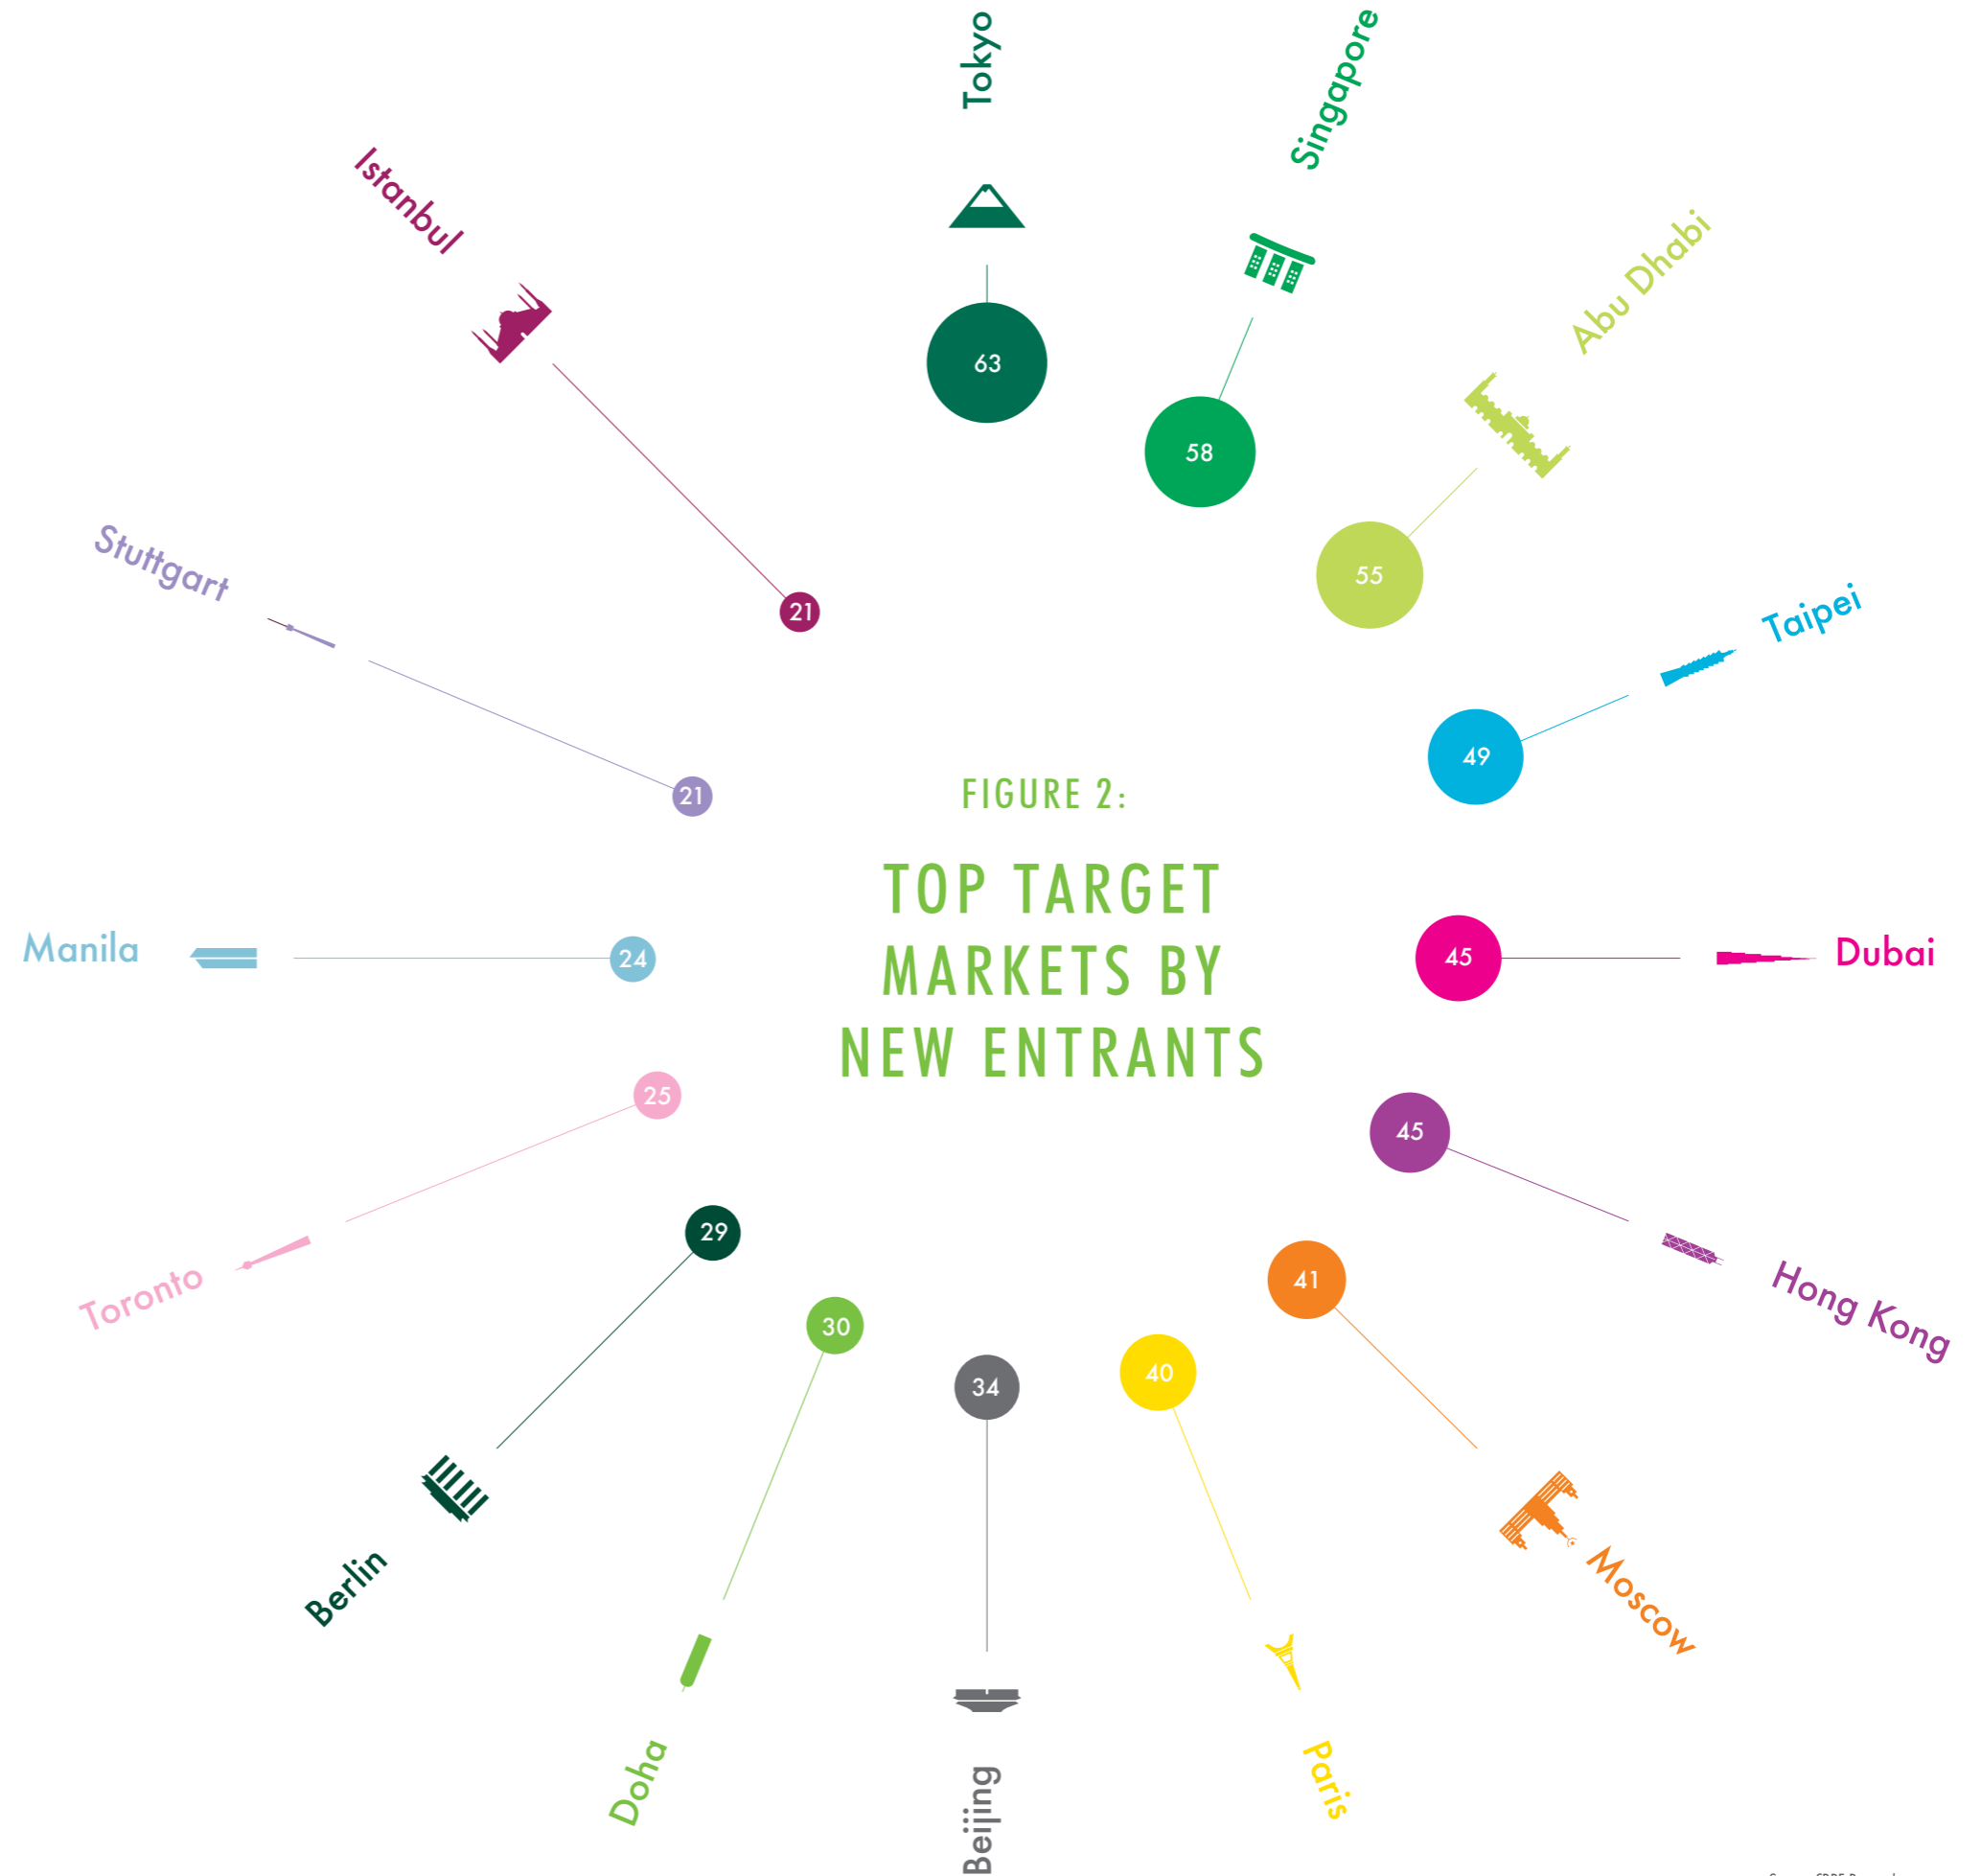 Tokyo
63
Singapore
58
Abu Dhabi
55
Taipei
49
Dubai
45
Hong Kong
45
Moscow
41
Paris
40
Beijing
34
Doha
30
Berlin
29
Toronto
25
Manila
24
Stuttgart
21
Istanbul
21
FIGURE 2:
TOP TARGET
MARKETS BY
NEW ENTRANTS